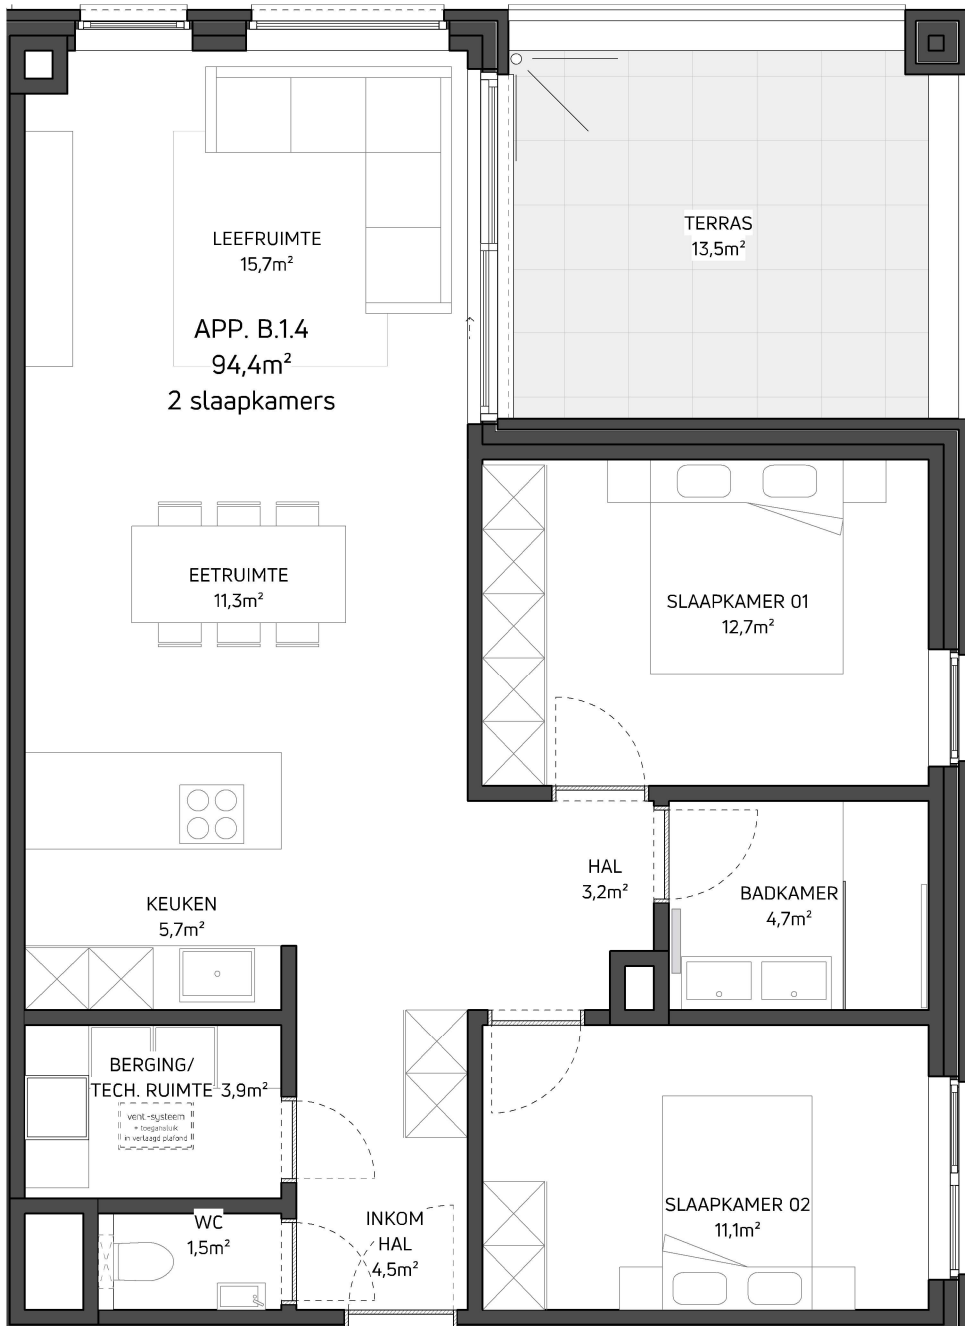 LEEFRUIMTE
15,7m²
APP. B.1.4
94,4m²
2 slaapkamers
TERRAS
13,5m²
EETRUIMTE
11,3m²
SLAAPKAMER 01
12,7m²
HAL
3,2m²
BADKAMER
4,7m²
KEUKEN
5,7m²
BERGING/
TECH. RUIMTE 3,9m²
vent.-systeem
+ toegangsluik
in verlaagd plafond
WC
1,5m²
INKOM
HAL
4,5m²
SLAAPKAMER 02
11,1m²